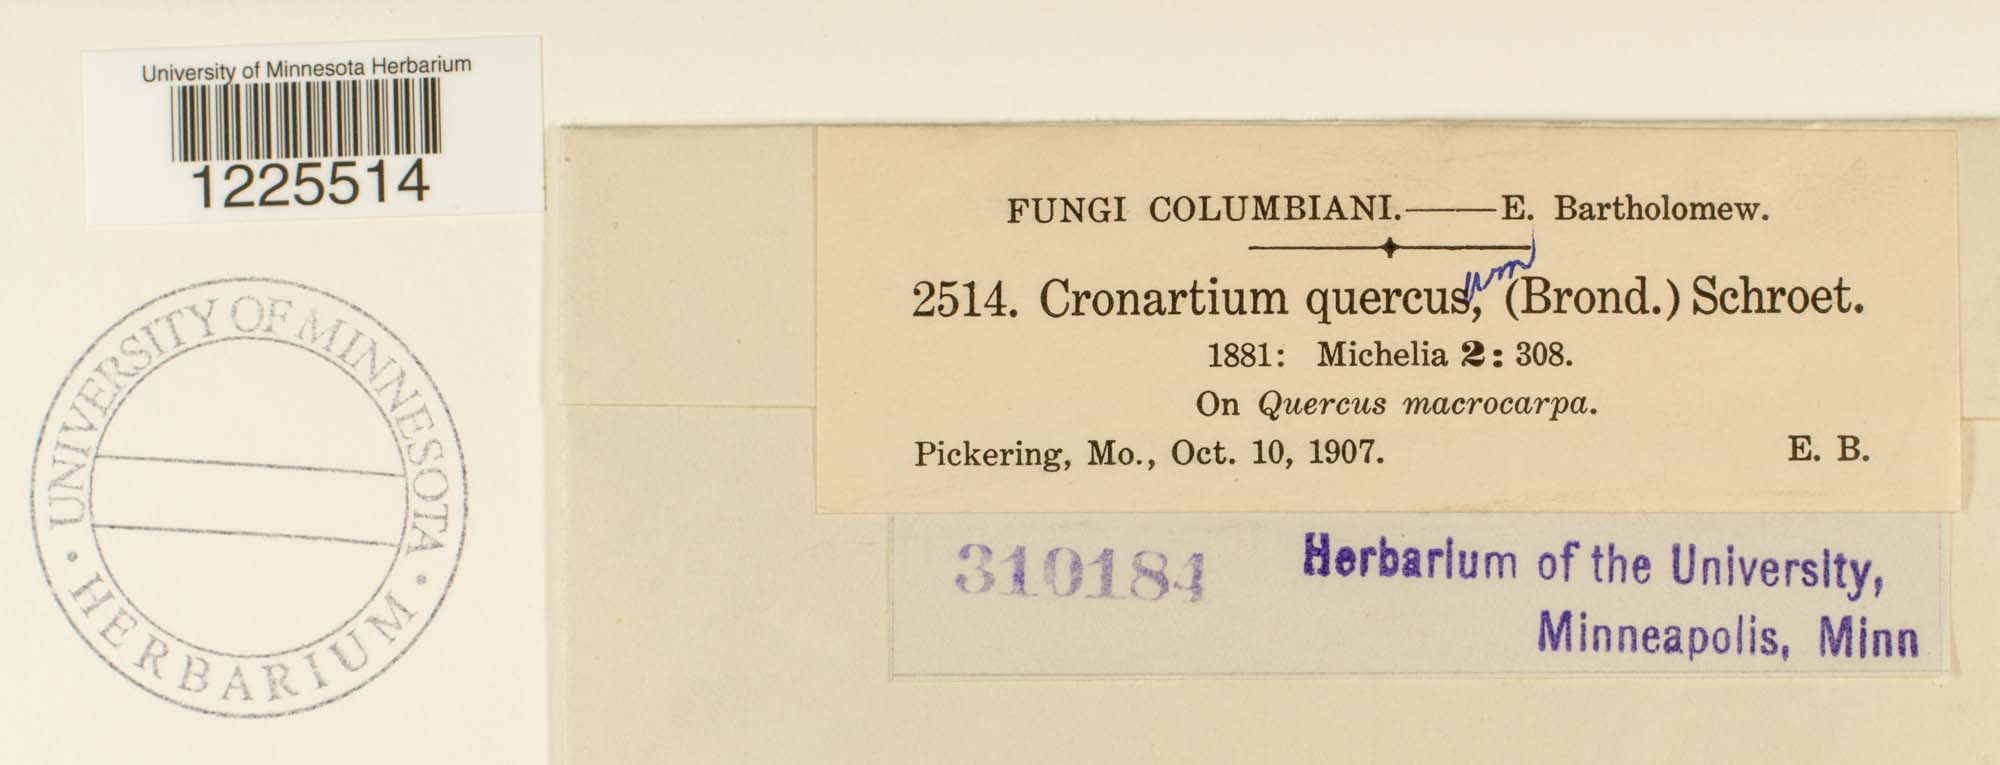 University of Minnesota Herbarium
1225514
UNIVERSITY OF MINNESOTA
• HERBARIUM •
FUNGI COLUMBIANI.——E. Bartholomew.
2514. Cronartium quercus, uum (Brond.) Schroet.
1881: Michelia 2: 308.
On Quercus macrocarpa.
Pickering, Mo., Oct. 10, 1907. E. B.
310184
Herbarium of the University,
Minneapolis, Minn